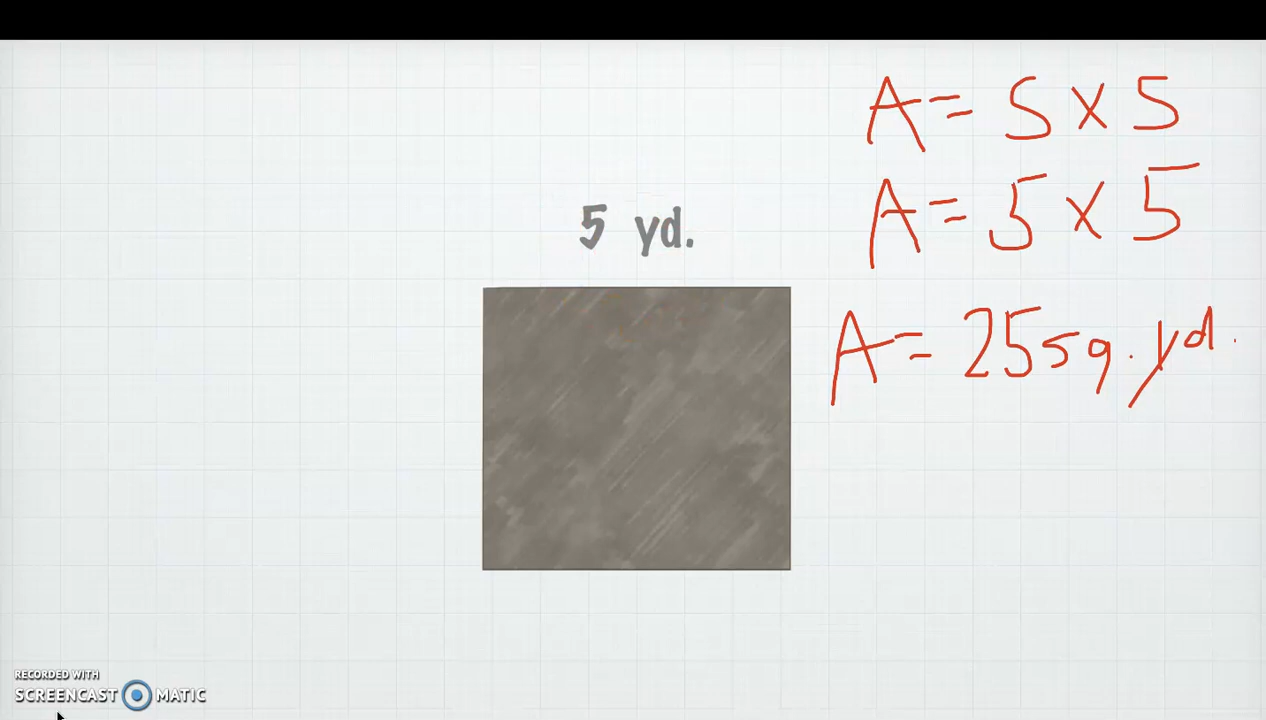 A = 5 x 5
5 yd.
A = 5 x 5
A = 25 sq. yd.
RECORDED WITH
SCREENCAST MATIC